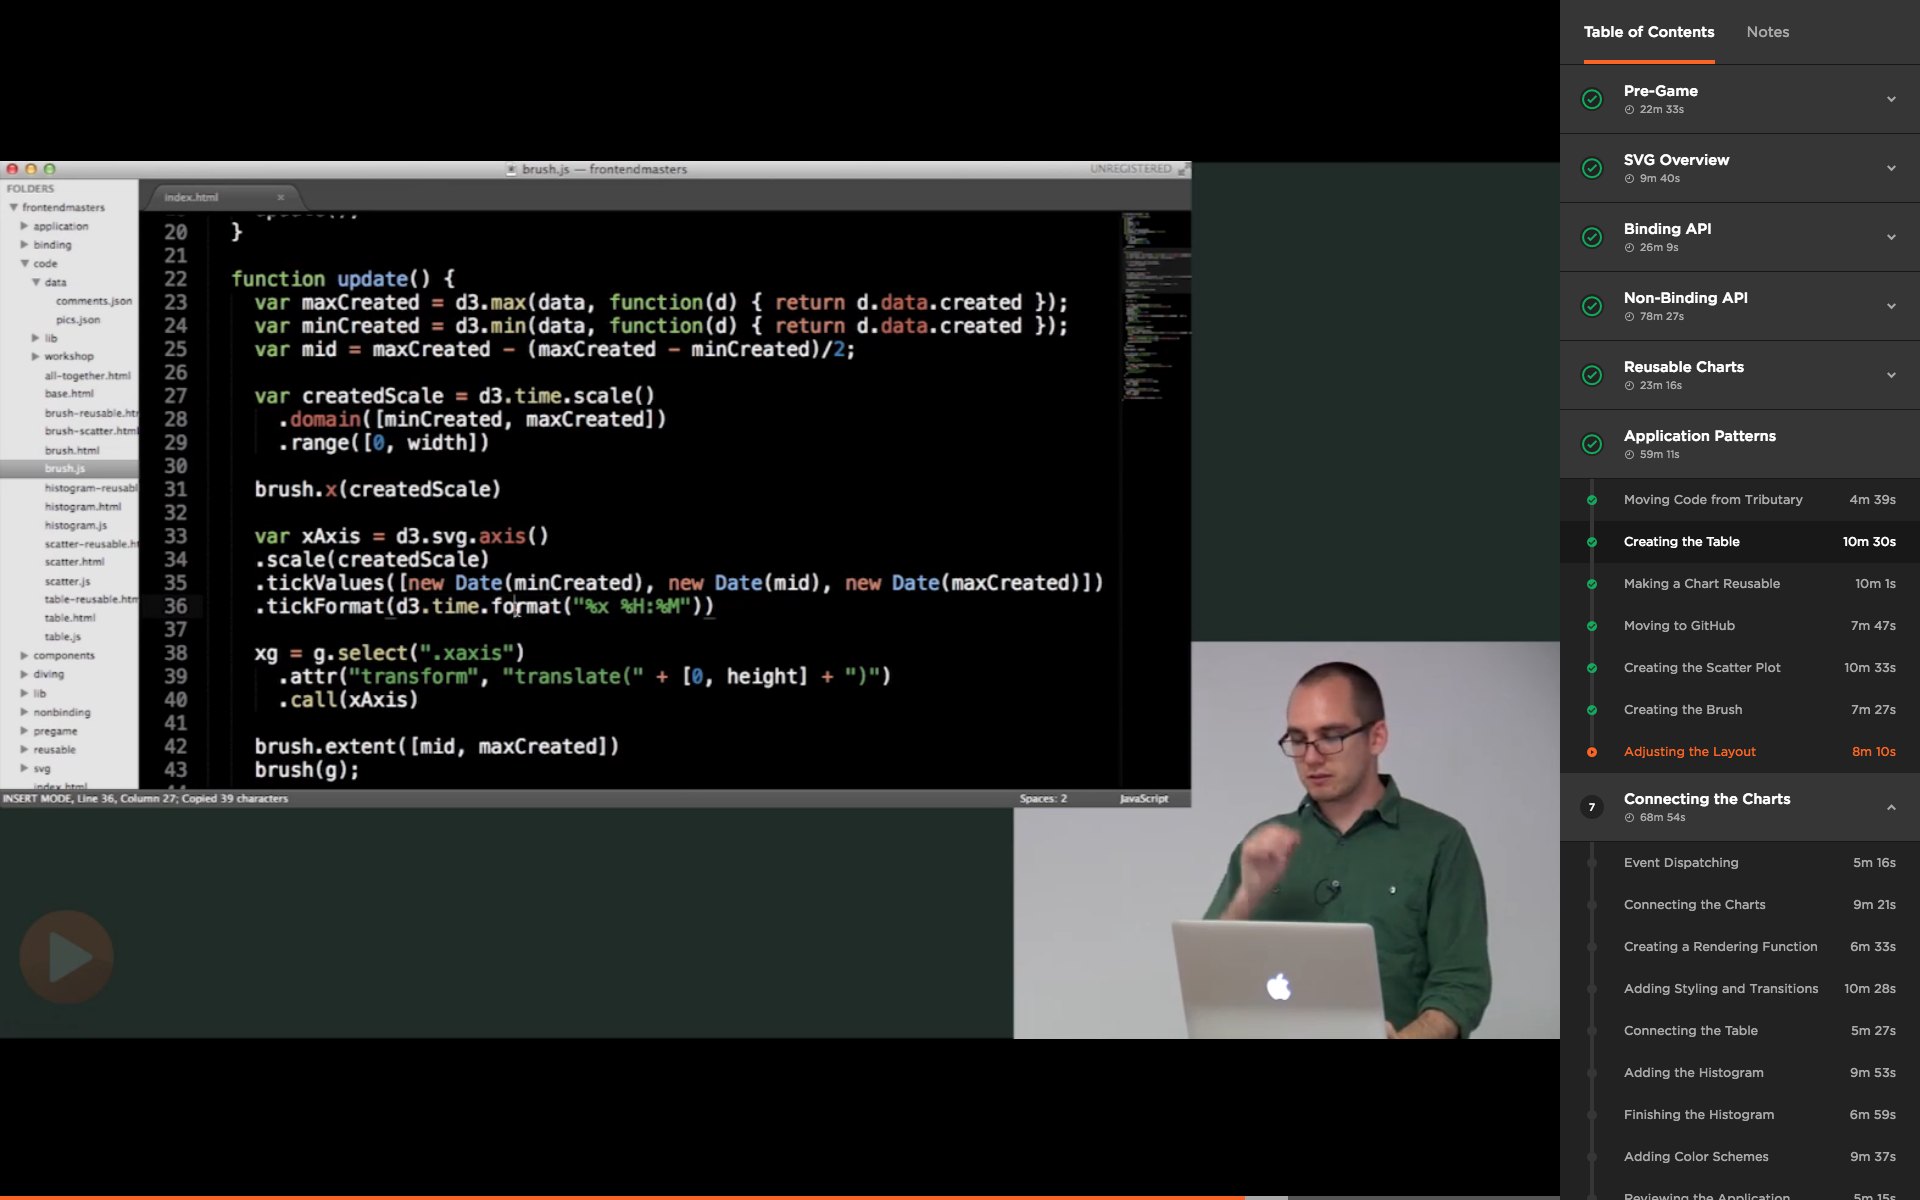 brush.js — frontendmasters
UNREGISTERED
FOLDERS
frontendmasters
application
binding
code
data
comments.json
pics.json
lib
workshop
all-together.html
base.html
brush-reusable.htm
brush-scatter.html
brush.html
brush.js
histogram-reusabl
histogram.html
histogram.js
scatter-reusable.h
scatter.html
scatter.js
table-reusable.htm
table.html
table.js
components
diving
lib
nonbinding
pregame
reusable
svg
index.html
index.html
20 }
21
22 function update() {
23 var maxCreated = d3.max(data, function(d) { return d.data.created });
24 var minCreated = d3.min(data, function(d) { return d.data.created });
25 var mid = maxCreated - (maxCreated - minCreated)/2;
26
27 var createdScale = d3.time.scale()
28 .domain([minCreated, maxCreated])
29 .range([0, width])
30
31 brush.x(createdScale)
32
33 var xAxis = d3.svg.axis()
34 .scale(createdScale)
35 .tickValues([new Date(minCreated), new Date(mid), new Date(maxCreated)])
36 .tickFormat(d3.time.format("%x %H:%M"))
37
38 xg = g.select(".xaxis")
39 .attr("transform", "translate(" + [0, height] + ")")
40 .call(xAxis)
41
42 brush.extent([mid, maxCreated])
43 brush(g);
INSERT MODE, Line 36, Column 27; Copied 39 characters
Spaces: 2
JavaScript
Table of Contents
Notes
Pre-Game
22m 33s
SVG Overview
9m 40s
Binding API
26m 9s
Non-Binding API
78m 27s
Reusable Charts
23m 16s
Application Patterns
59m 11s
Moving Code from Tributary 4m 39s
Creating the Table 10m 30s
Making a Chart Reusable 10m 1s
Moving to GitHub 7m 47s
Creating the Scatter Plot 10m 33s
Creating the Brush 7m 27s
Adjusting the Layout 8m 10s
7 Connecting the Charts
68m 54s
Event Dispatching 5m 16s
Connecting the Charts 9m 21s
Creating a Rendering Function 6m 33s
Adding Styling and Transitions 10m 28s
Connecting the Table 5m 27s
Adding the Histogram 9m 53s
Finishing the Histogram 6m 59s
Adding Color Schemes 9m 37s
Reviewing the Application 5m 15s